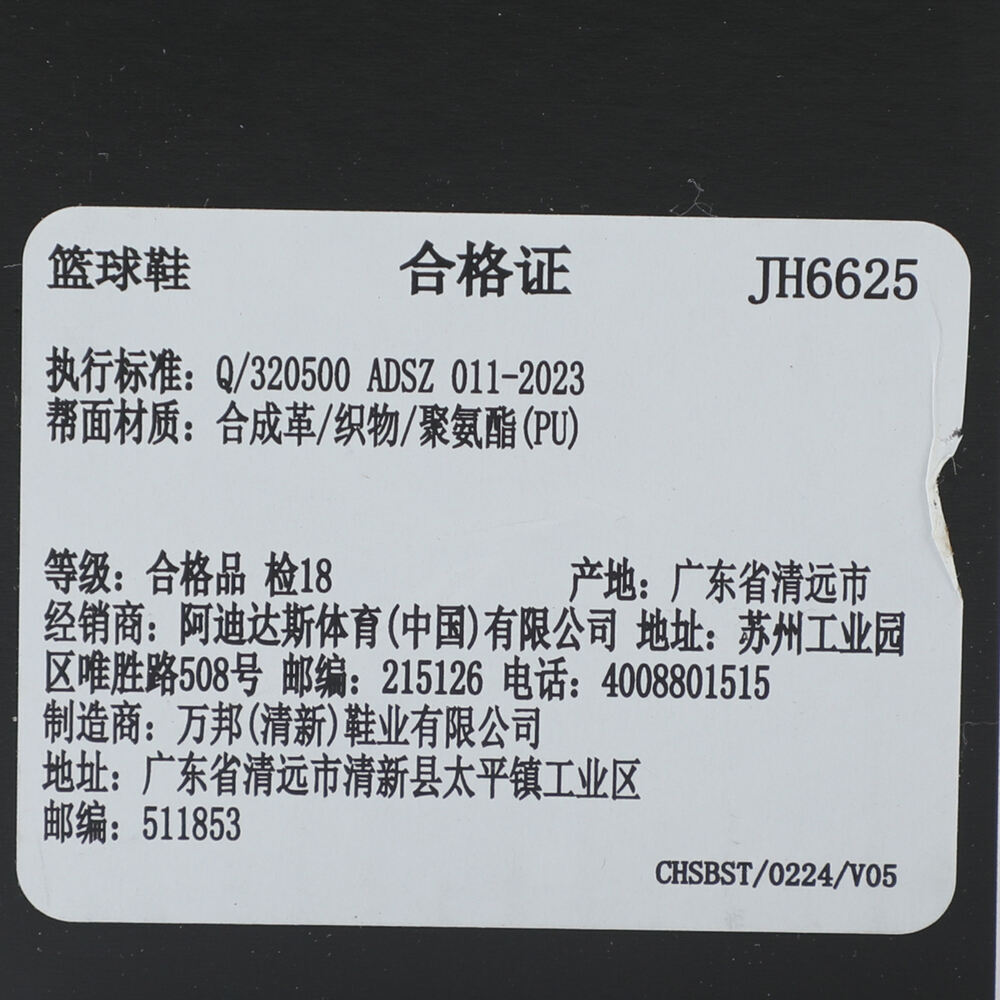 篮球鞋 合格证 JH6625
执行标准：Q/320500 ADSZ 011-2023
帮面材质：合成革/织物/聚氨酯(PU)
等级：合格品 检18 产地：广东省清远市
经销商：阿迪达斯体育(中国)有限公司 地址：苏州工业园
区唯胜路508号 邮编：215126 电话：4008801515
制造商：万邦(清新)鞋业有限公司
地址：广东省清远市清新县太平镇工业区
邮编：511853
CHSBST/0224/V05